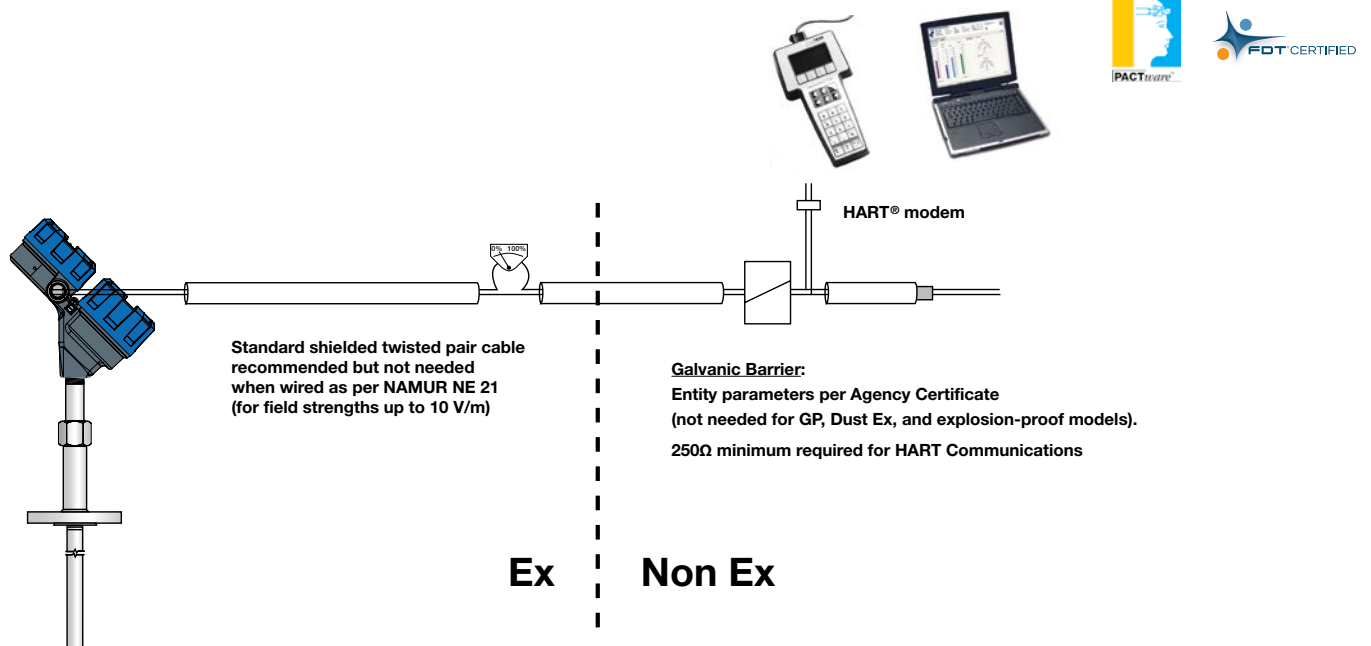 PACTware™
FDT® CERTIFIED
HART® modem
0% 100%
Standard shielded twisted pair cable
recommended but not needed
when wired as per NAMUR NE 21
(for field strengths up to 10 V/m)
Galvanic Barrier:
Entity parameters per Agency Certificate
(not needed for GP, Dust Ex, and explosion-proof models).
250Ω minimum required for HART Communications
Ex
Non Ex